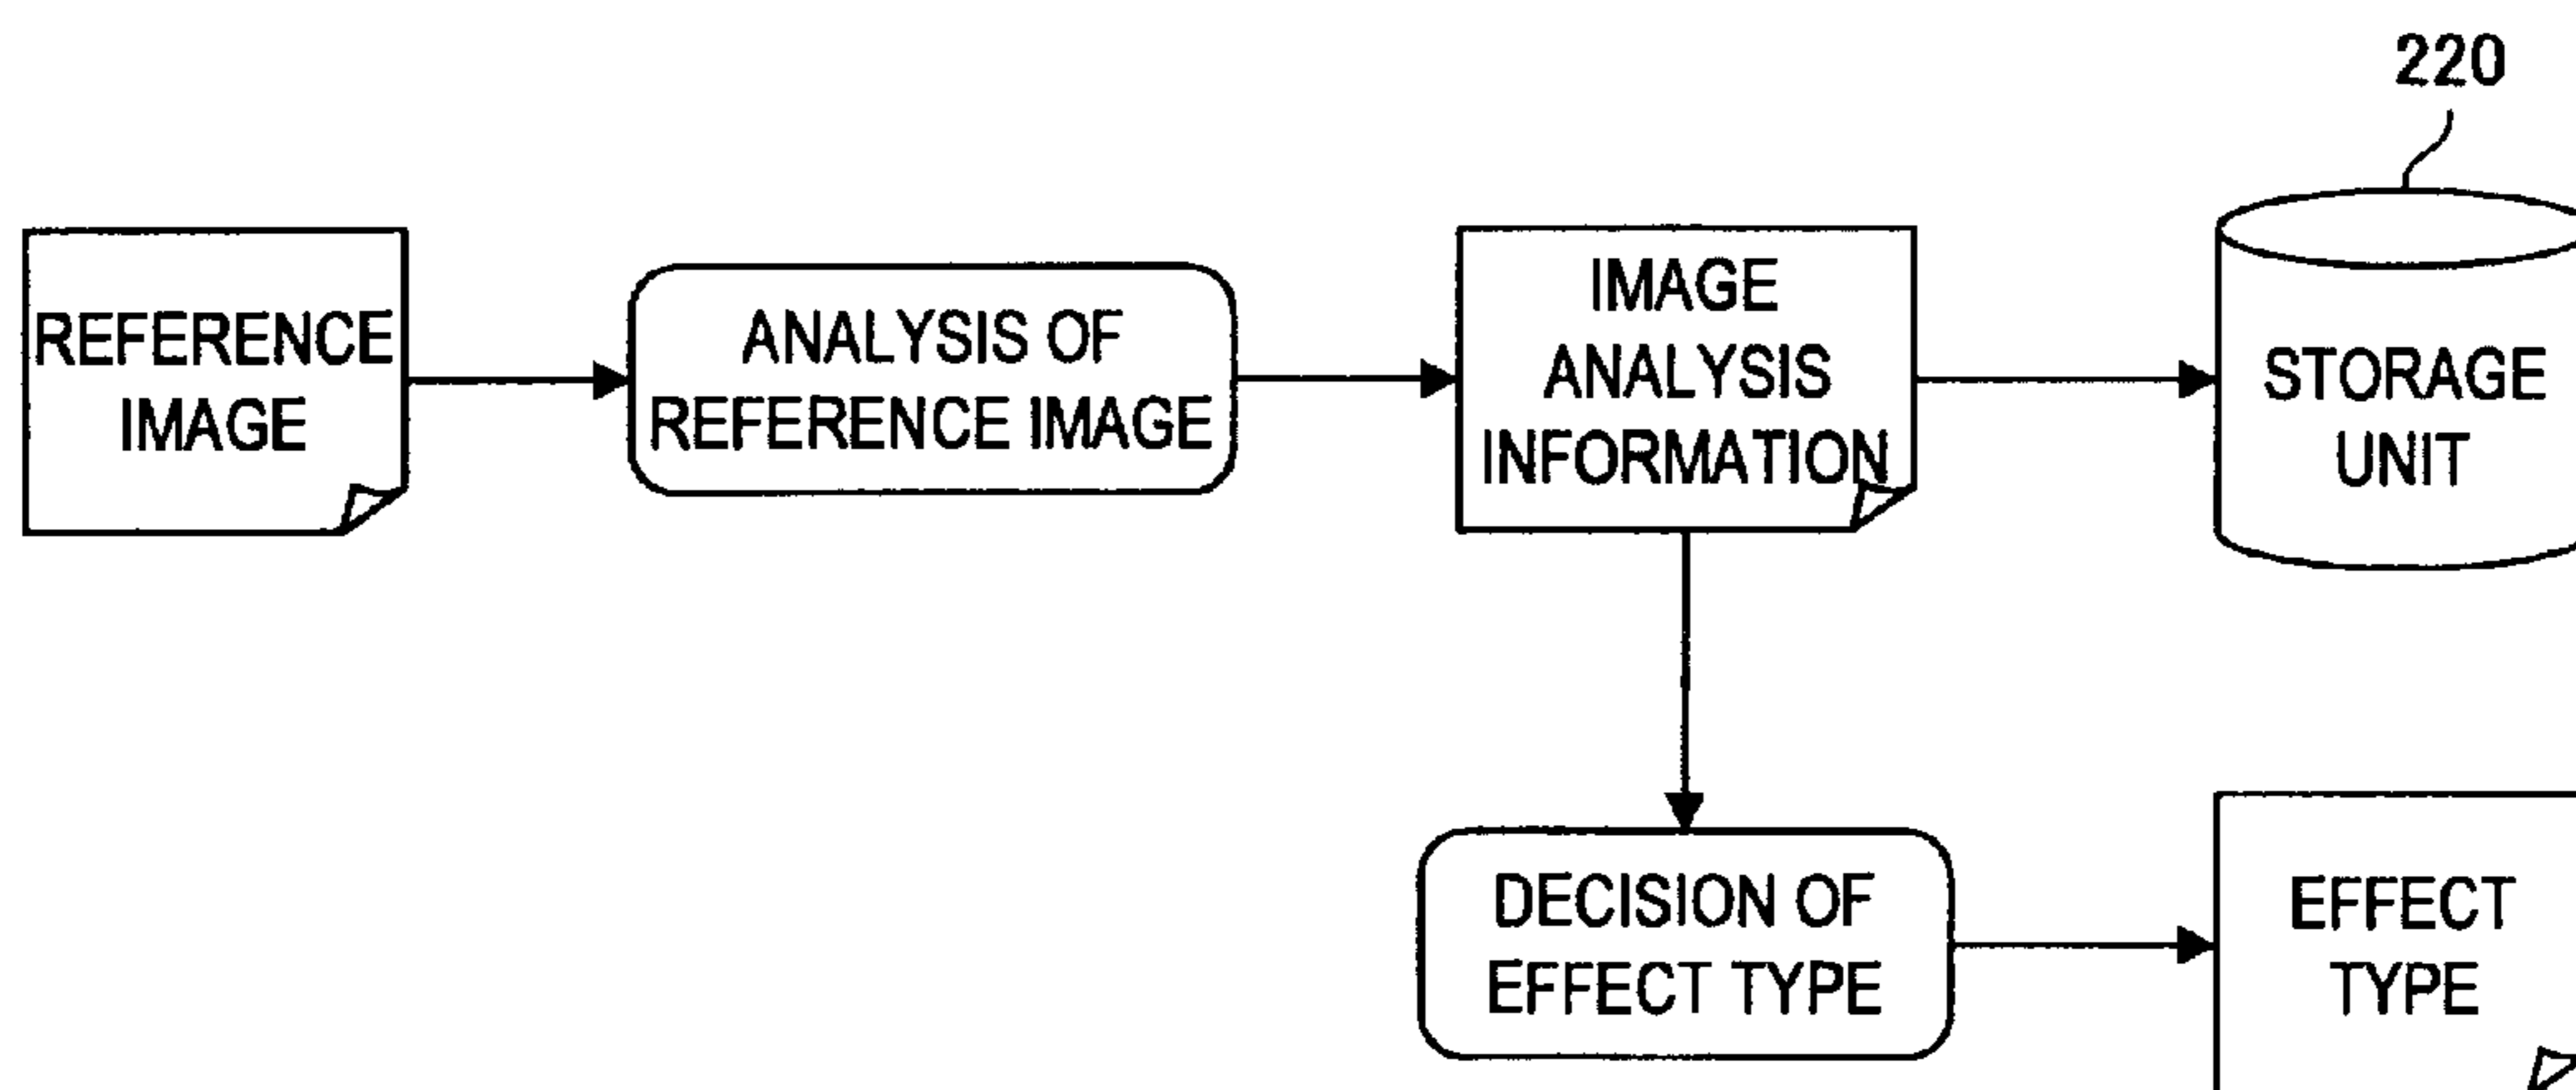 220
REFERENCE
IMAGE
ANALYSIS OF
REFERENCE IMAGE
IMAGE
ANALYSIS
INFORMATION
STORAGE
UNIT
DECISION OF
EFFECT TYPE
EFFECT
TYPE